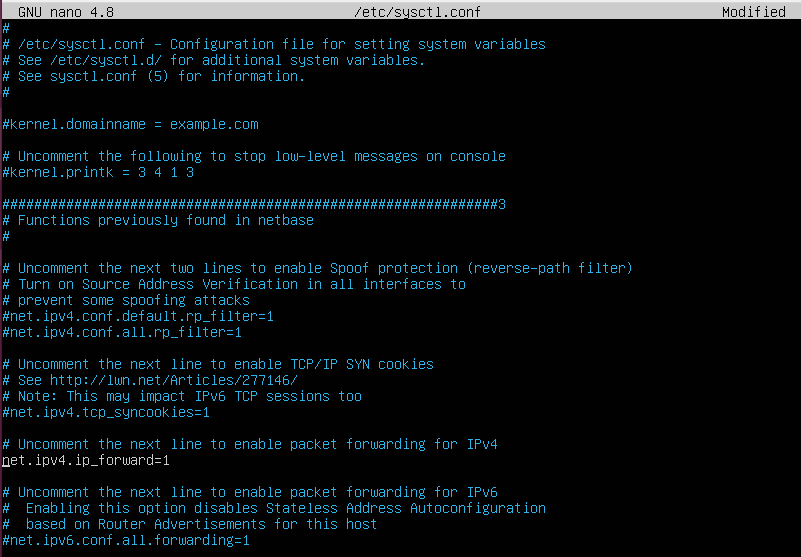 GNU nano 4.8 /etc/sysctl.conf Modified
#
# /etc/sysctl.conf - Configuration file for setting system variables
# See /etc/sysctl.d/ for additional system variables.
# See sysctl.conf (5) for information.
#
#kernel.domainname = example.com
# Uncomment the following to stop low-level messages on console
#kernel.printk = 3 4 1 3
##############################################################3
# Functions previously found in netbase
#
# Uncomment the next two lines to enable Spoof protection (reverse-path filter)
# Turn on Source Address Verification in all interfaces to
# prevent some spoofing attacks
#net.ipv4.conf.default.rp_filter=1
#net.ipv4.conf.all.rp_filter=1
# Uncomment the next line to enable TCP/IP SYN cookies
# See http://lwn.net/Articles/277146/
# Note: This may impact IPv6 TCP sessions too
#net.ipv4.tcp_syncookies=1
# Uncomment the next line to enable packet forwarding for IPv4
net.ipv4.ip_forward=1
# Uncomment the next line to enable packet forwarding for IPv6
#  Enabling this option disables Stateless Address Autoconfiguration
#  based on Router Advertisements for this host
#net.ipv6.conf.all.forwarding=1